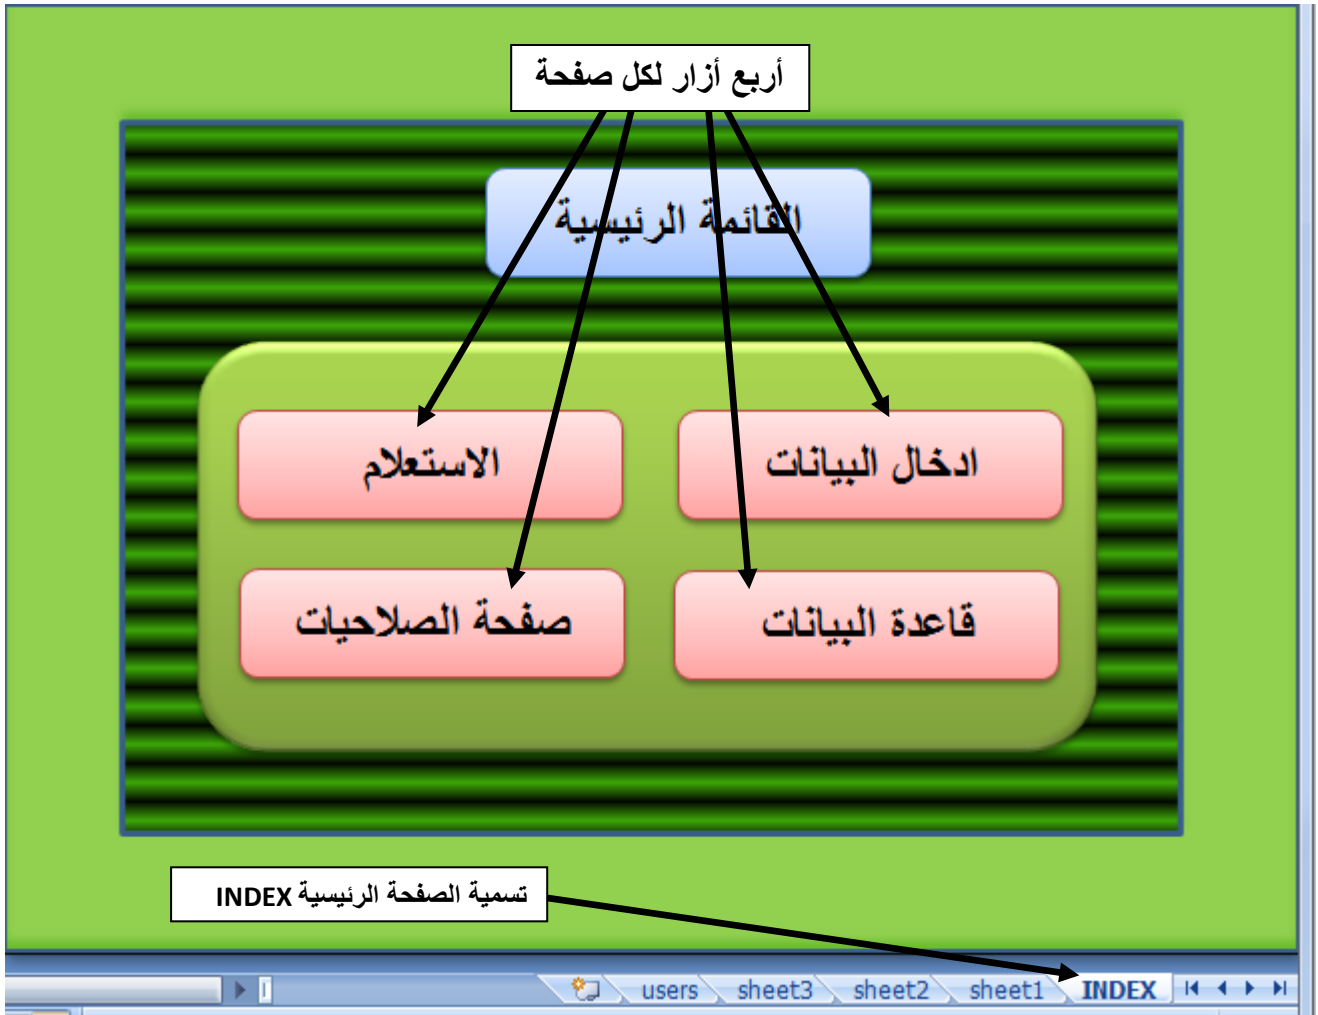 أربع أزار لكل صفحة
القائمة الرئيسية
ادخال البيانات
الاستعلام
قاعدة البيانات
صفحة الصلاحيات
تسمية الصفحة الرئيسية INDEX
INDEX
sheet1
sheet2
sheet3
users